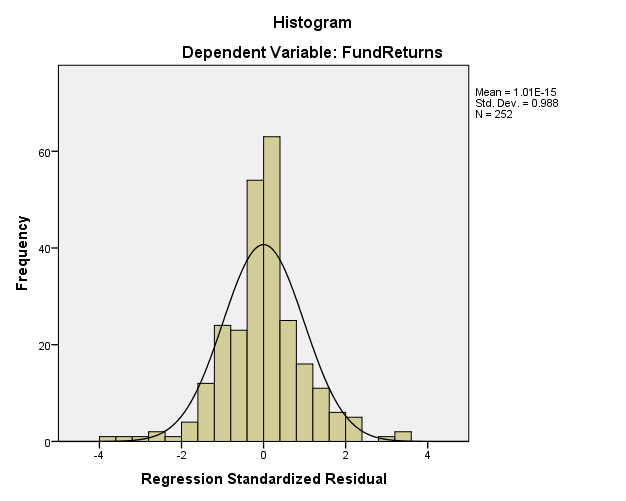 Histogram
Dependent Variable: FundReturns
Mean = 1.01E-15
Std. Dev. = 0.988
N = 252
Frequency
60
40
20
0
-4
-2
0
2
4
Regression Standardized Residual